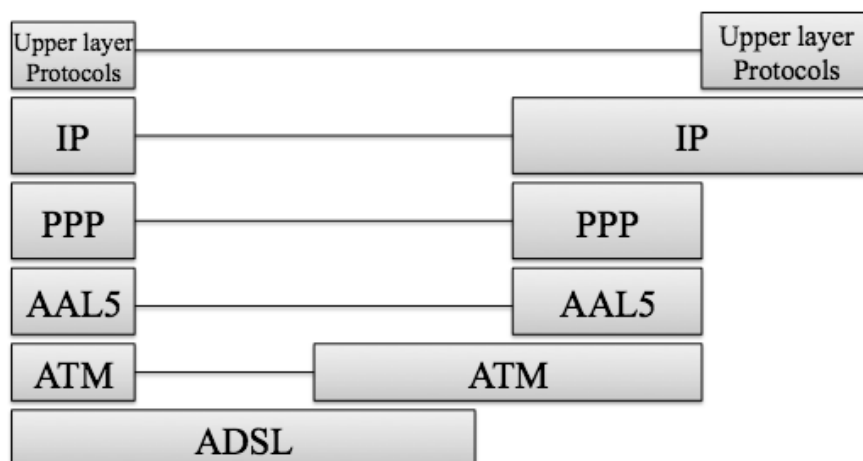 Upper layer
Protocols
Upper layer
Protocols
IP
IP
PPP
PPP
AAL5
AAL5
ATM
ATM
ADSL